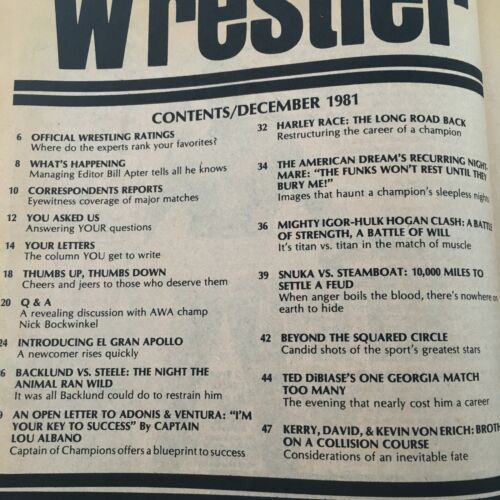 Wrestler
CONTENTS/DECEMBER 1981
6 OFFICIAL WRESTLING RATINGS
Where do the experts rank your favorites?
8 WHAT'S HAPPENING
Managing Editor Bill Apter tells all he knows
10 CORRESPONDENTS REPORTS
Eyewitness coverage of major matches
12 YOU ASKED US
Answering YOUR questions
14 YOUR LETTERS
The column YOU get to write
18 THUMBS UP, THUMBS DOWN
Cheers and jeers to those who deserve them
20 Q & A
A revealing discussion with AWA champ
Nick Bockwinkel
24 INTRODUCING EL GRAN APOLLO
A newcomer rises quickly
6 BACKLUND VS. STEELE: THE NIGHT THE
ANIMAL RAN WILD
It was all Backlund could do to restrain him
9 AN OPEN LETTER TO ADONIS & VENTURA: "I'M
YOUR KEY TO SUCCESS" By CAPTAIN
LOU ALBANO
Captain of Champions offers a blueprint to success
32 HARLEY RACE: THE LONG ROAD BACK
Restructuring the career of a champion
34 THE AMERICAN DREAM'S RECURRING NIGHT-
MARE: "THE FUNKS WON'T REST UNTIL THEY
BURY ME!"
Images that haunt a champion's sleepless nights
36 MIGHTY IGOR-HULK HOGAN CLASH: A BATTLE
OF STRENGTH, A BATTLE OF WILL
It's titan vs. titan in the match of muscle
39 SNUKA VS. STEAMBOAT: 10,000 MILES TO
SETTLE A FEUD
When anger boils the blood, there's nowhere on
earth to hide
42 BEYOND THE SQUARED CIRCLE
Candid shots of the sport's greatest stars
44 TED DiBIASE'S ONE GEORGIA MATCH
TOO MANY
The evening that nearly cost him a career
47 KERRY, DAVID, & KEVIN VON ERICH: BROTH
ON A COLLISION COURSE
Considerations of an inevitable fate